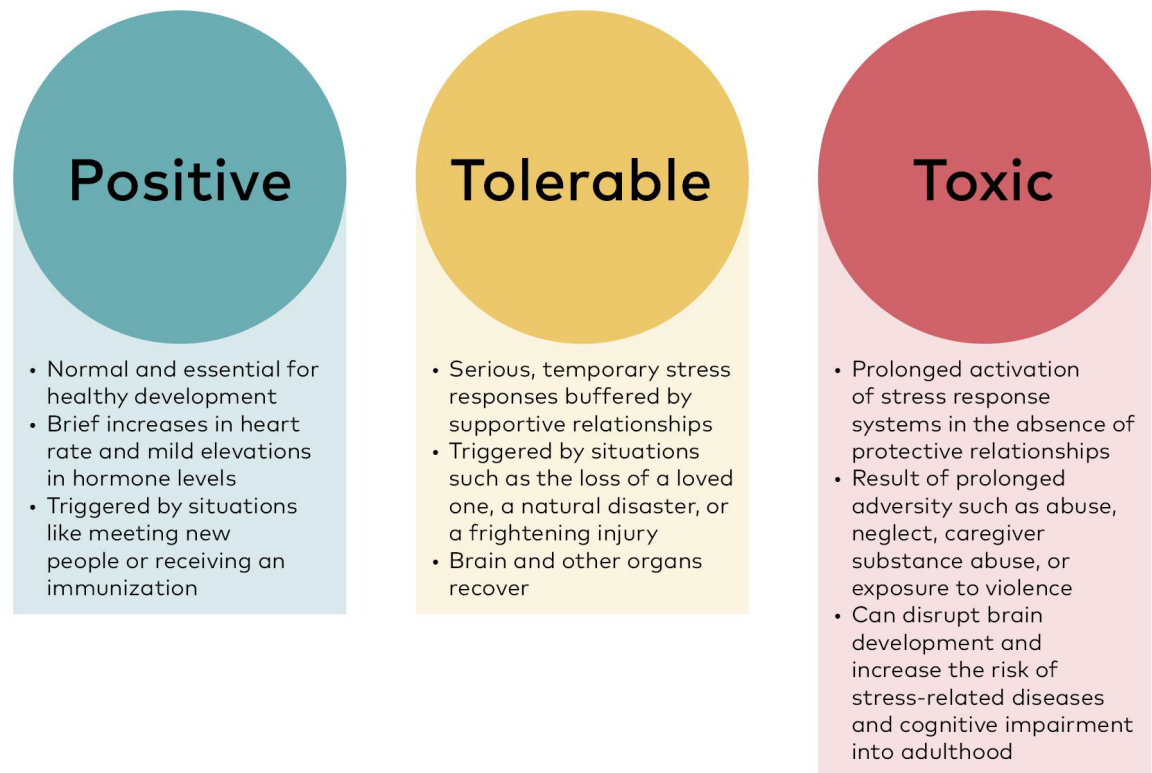 Positive
• Normal and essential for
healthy development
• Brief increases in heart
rate and mild elevations
in hormone levels
• Triggered by situations
like meeting new
people or receiving an
immunization
Tolerable
• Serious, temporary stress
responses buffered by
supportive relationships
• Triggered by situations
such as the loss of a loved
one, a natural disaster, or
a frightening injury
• Brain and other organs
recover
Toxic
• Prolonged activation
of stress response
systems in the absence of
protective relationships
• Result of prolonged
adversity such as abuse,
neglect, caregiver
substance abuse, or
exposure to violence
• Can disrupt brain
development and
increase the risk of
stress-related diseases
and cognitive impairment
into adulthood